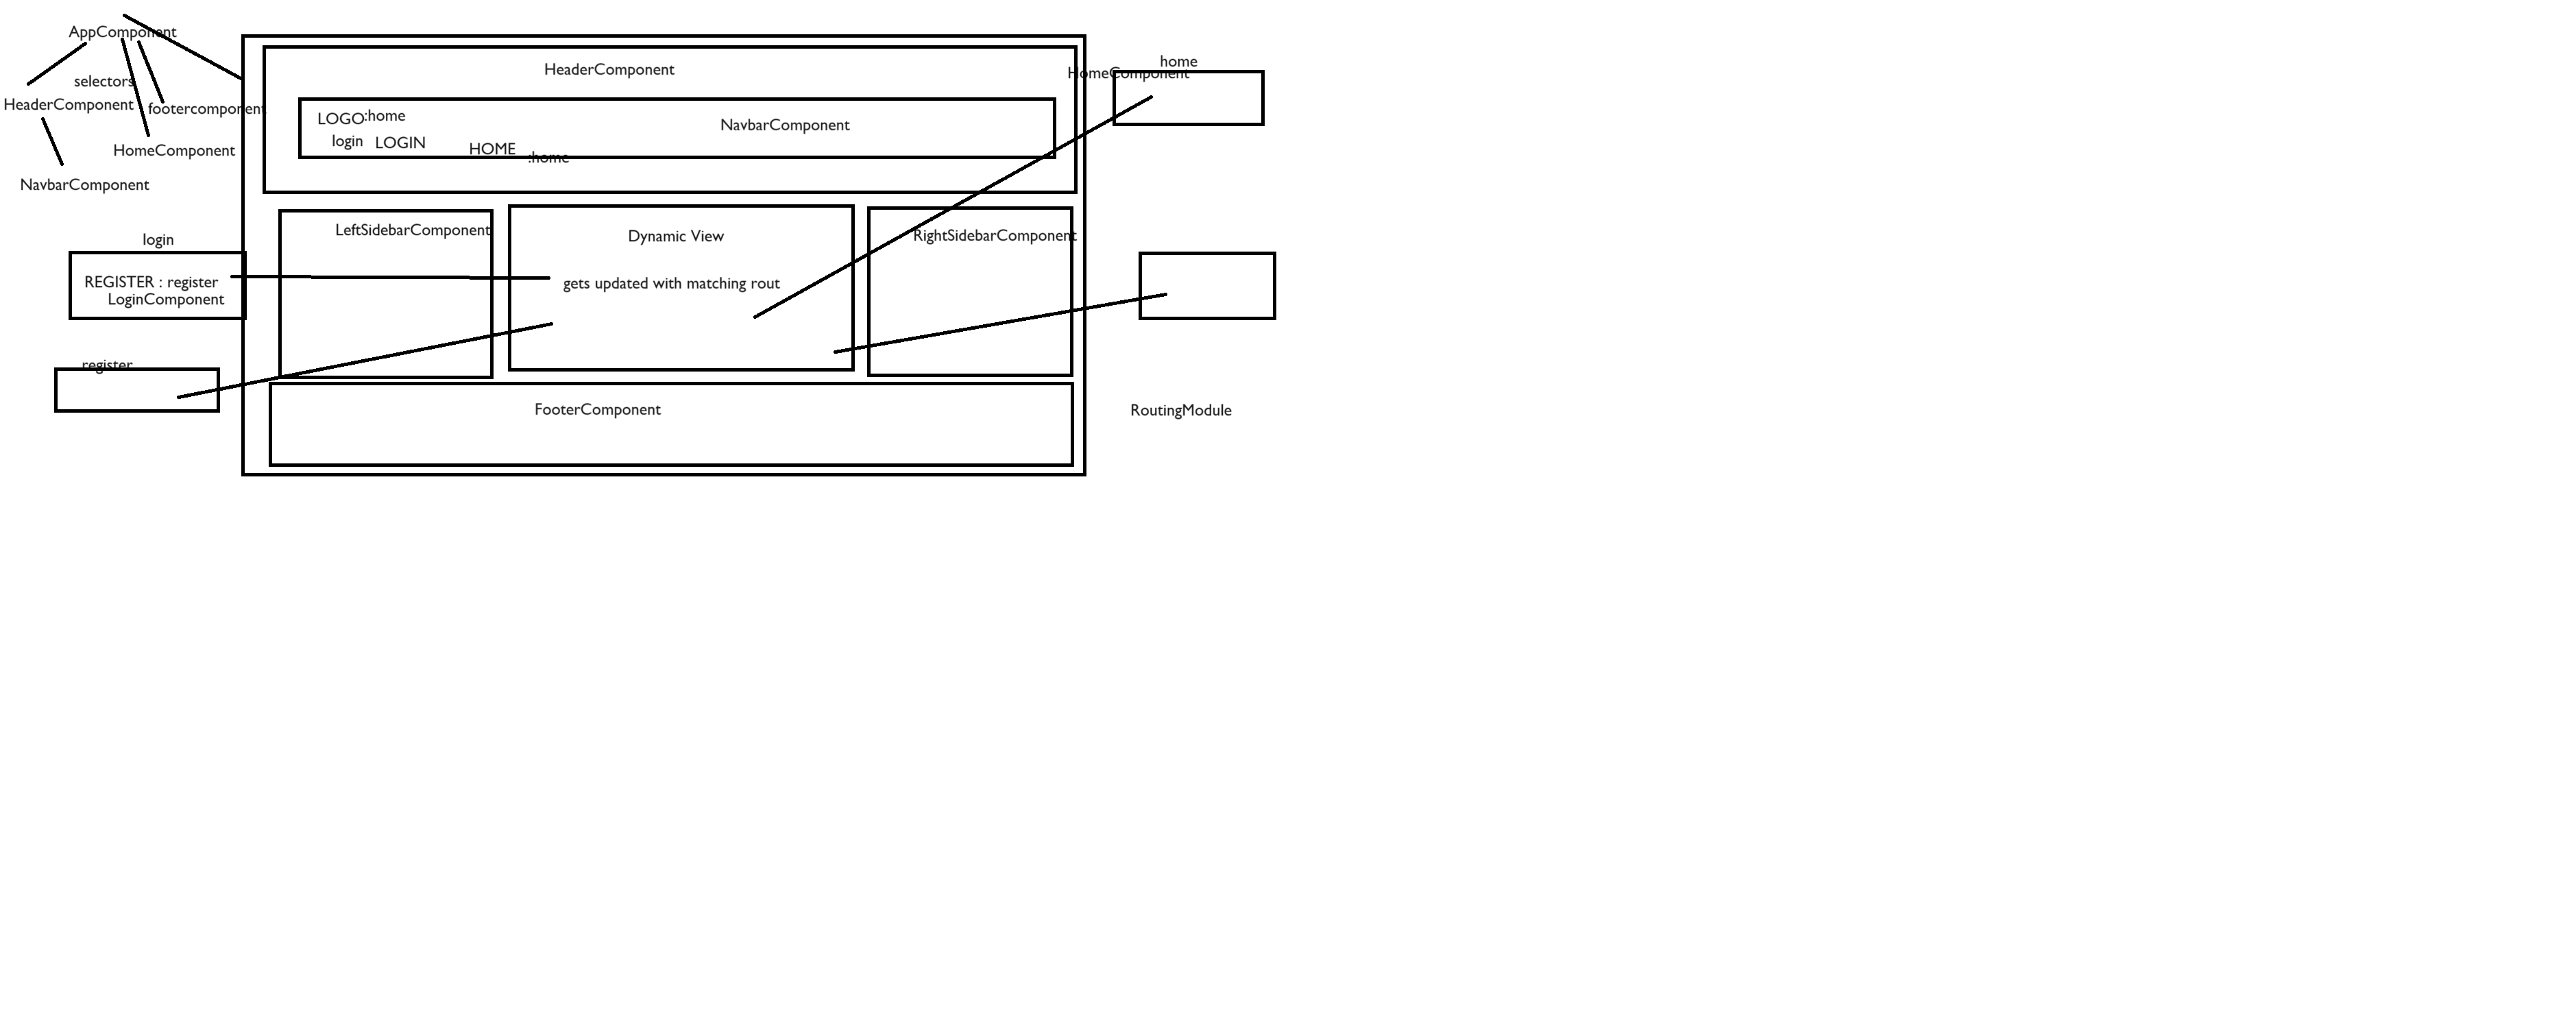 AppComponent
selectors
HeaderComponent
footercomponent
HomeComponent
NavbarComponent
HeaderComponent
LOGO:home
NavbarComponent
login LOGIN
HOME :home
home
HomeComponent
login
REGISTER : register
LoginComponent
register
LeftSidebarComponent
Dynamic View
gets updated with matching rout
RightSidebarComponent
FooterComponent
RoutingModule